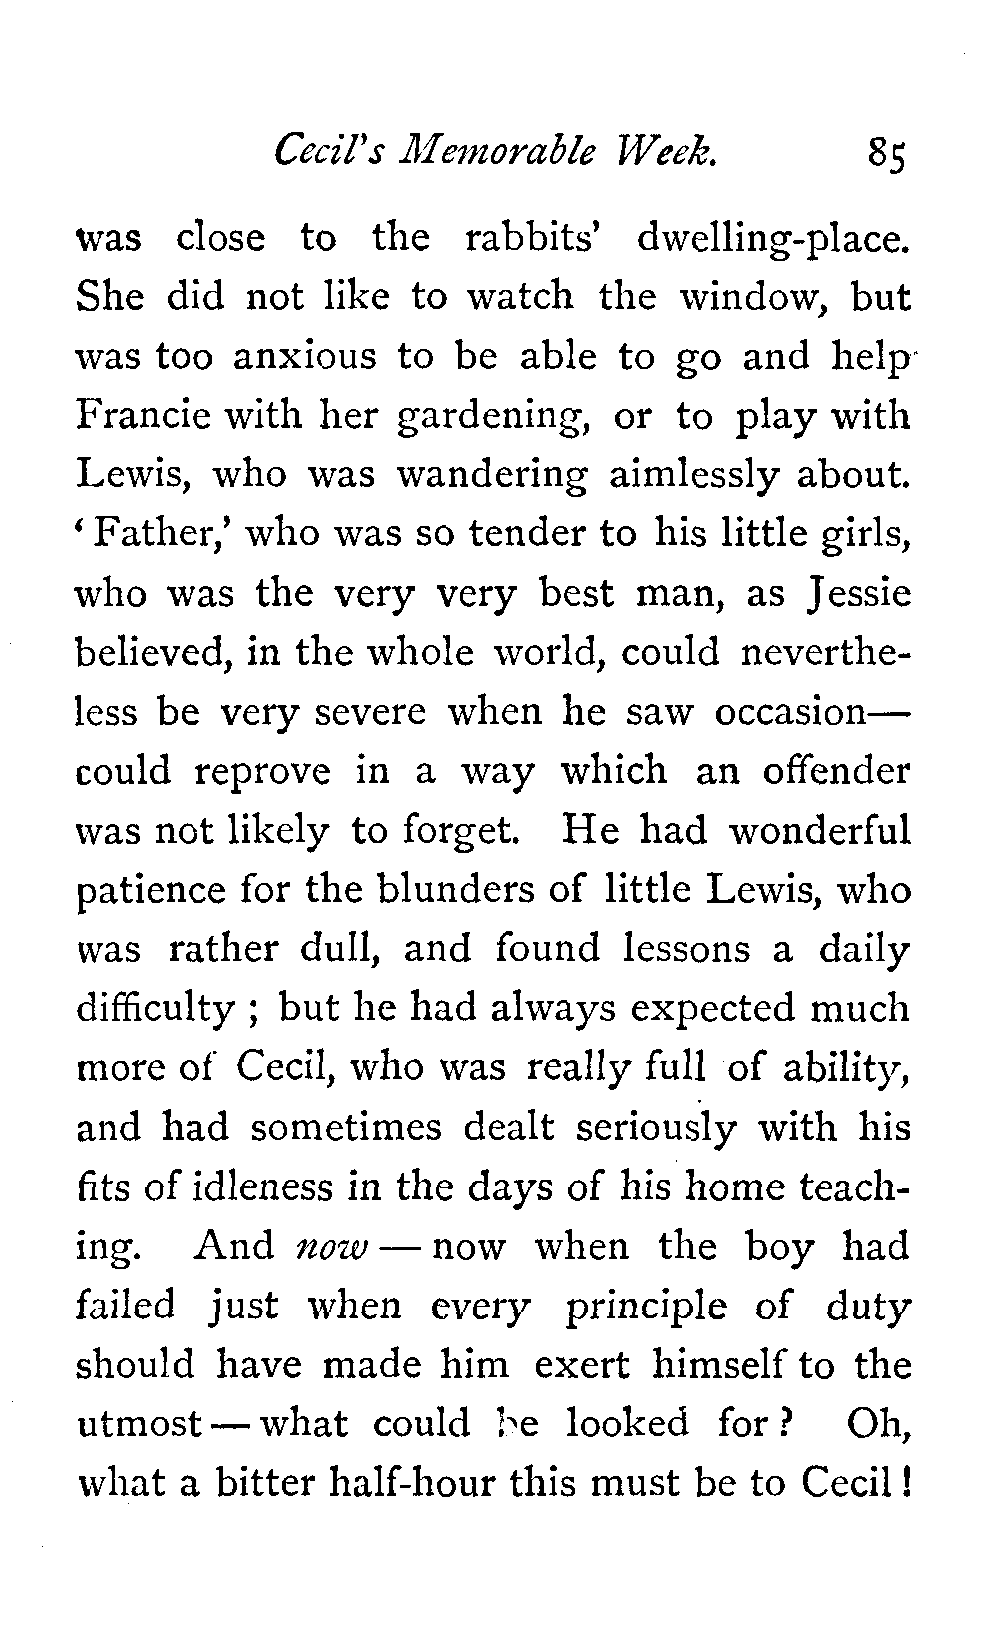 Cecil's Memorable Week. 85
was close to the rabbits' dwelling-place.
She did not like to watch the window, but
was too anxious to be able to go and help
Francie with her gardening, or to play with
Lewis, who was wandering aimlessly about.
‘Father,’ who was so tender to his little girls,
who was the very very best man, as Jessie
believed, in the whole world, could neverthe-
less be very severe when he saw occasion—
could reprove in a way which an offender
was not likely to forget. He had wonderful
patience for the blunders of little Lewis, who
was rather dull, and found lessons a daily
difficulty ; but he had always expected much
more of Cecil, who was really full of ability,
and had sometimes dealt seriously with his
fits of idleness in the days of his home teach-
ing. And now — now when the boy had
failed just when every principle of duty
should have made him exert himself to the
utmost — what could be looked for ? Oh,
what a bitter half-hour this must be to Cecil !